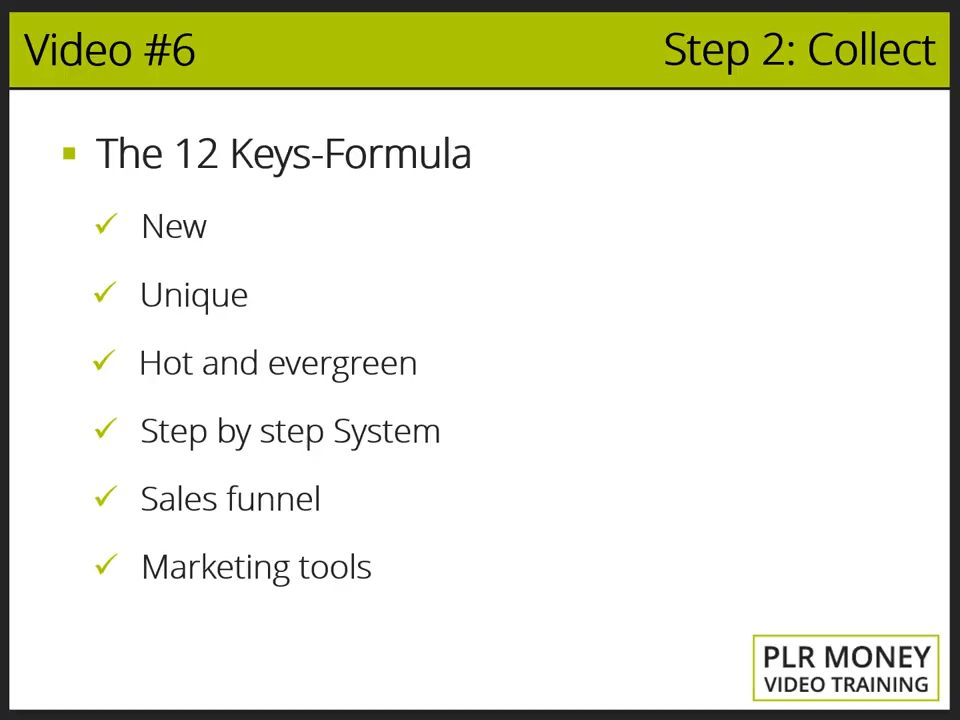 Video #6
Step 2: Collect
The 12 Keys-Formula
New
Unique
Hot and evergreen
Step by step System
Sales funnel
Marketing tools
PLR MONEY
VIDEO TRAINING